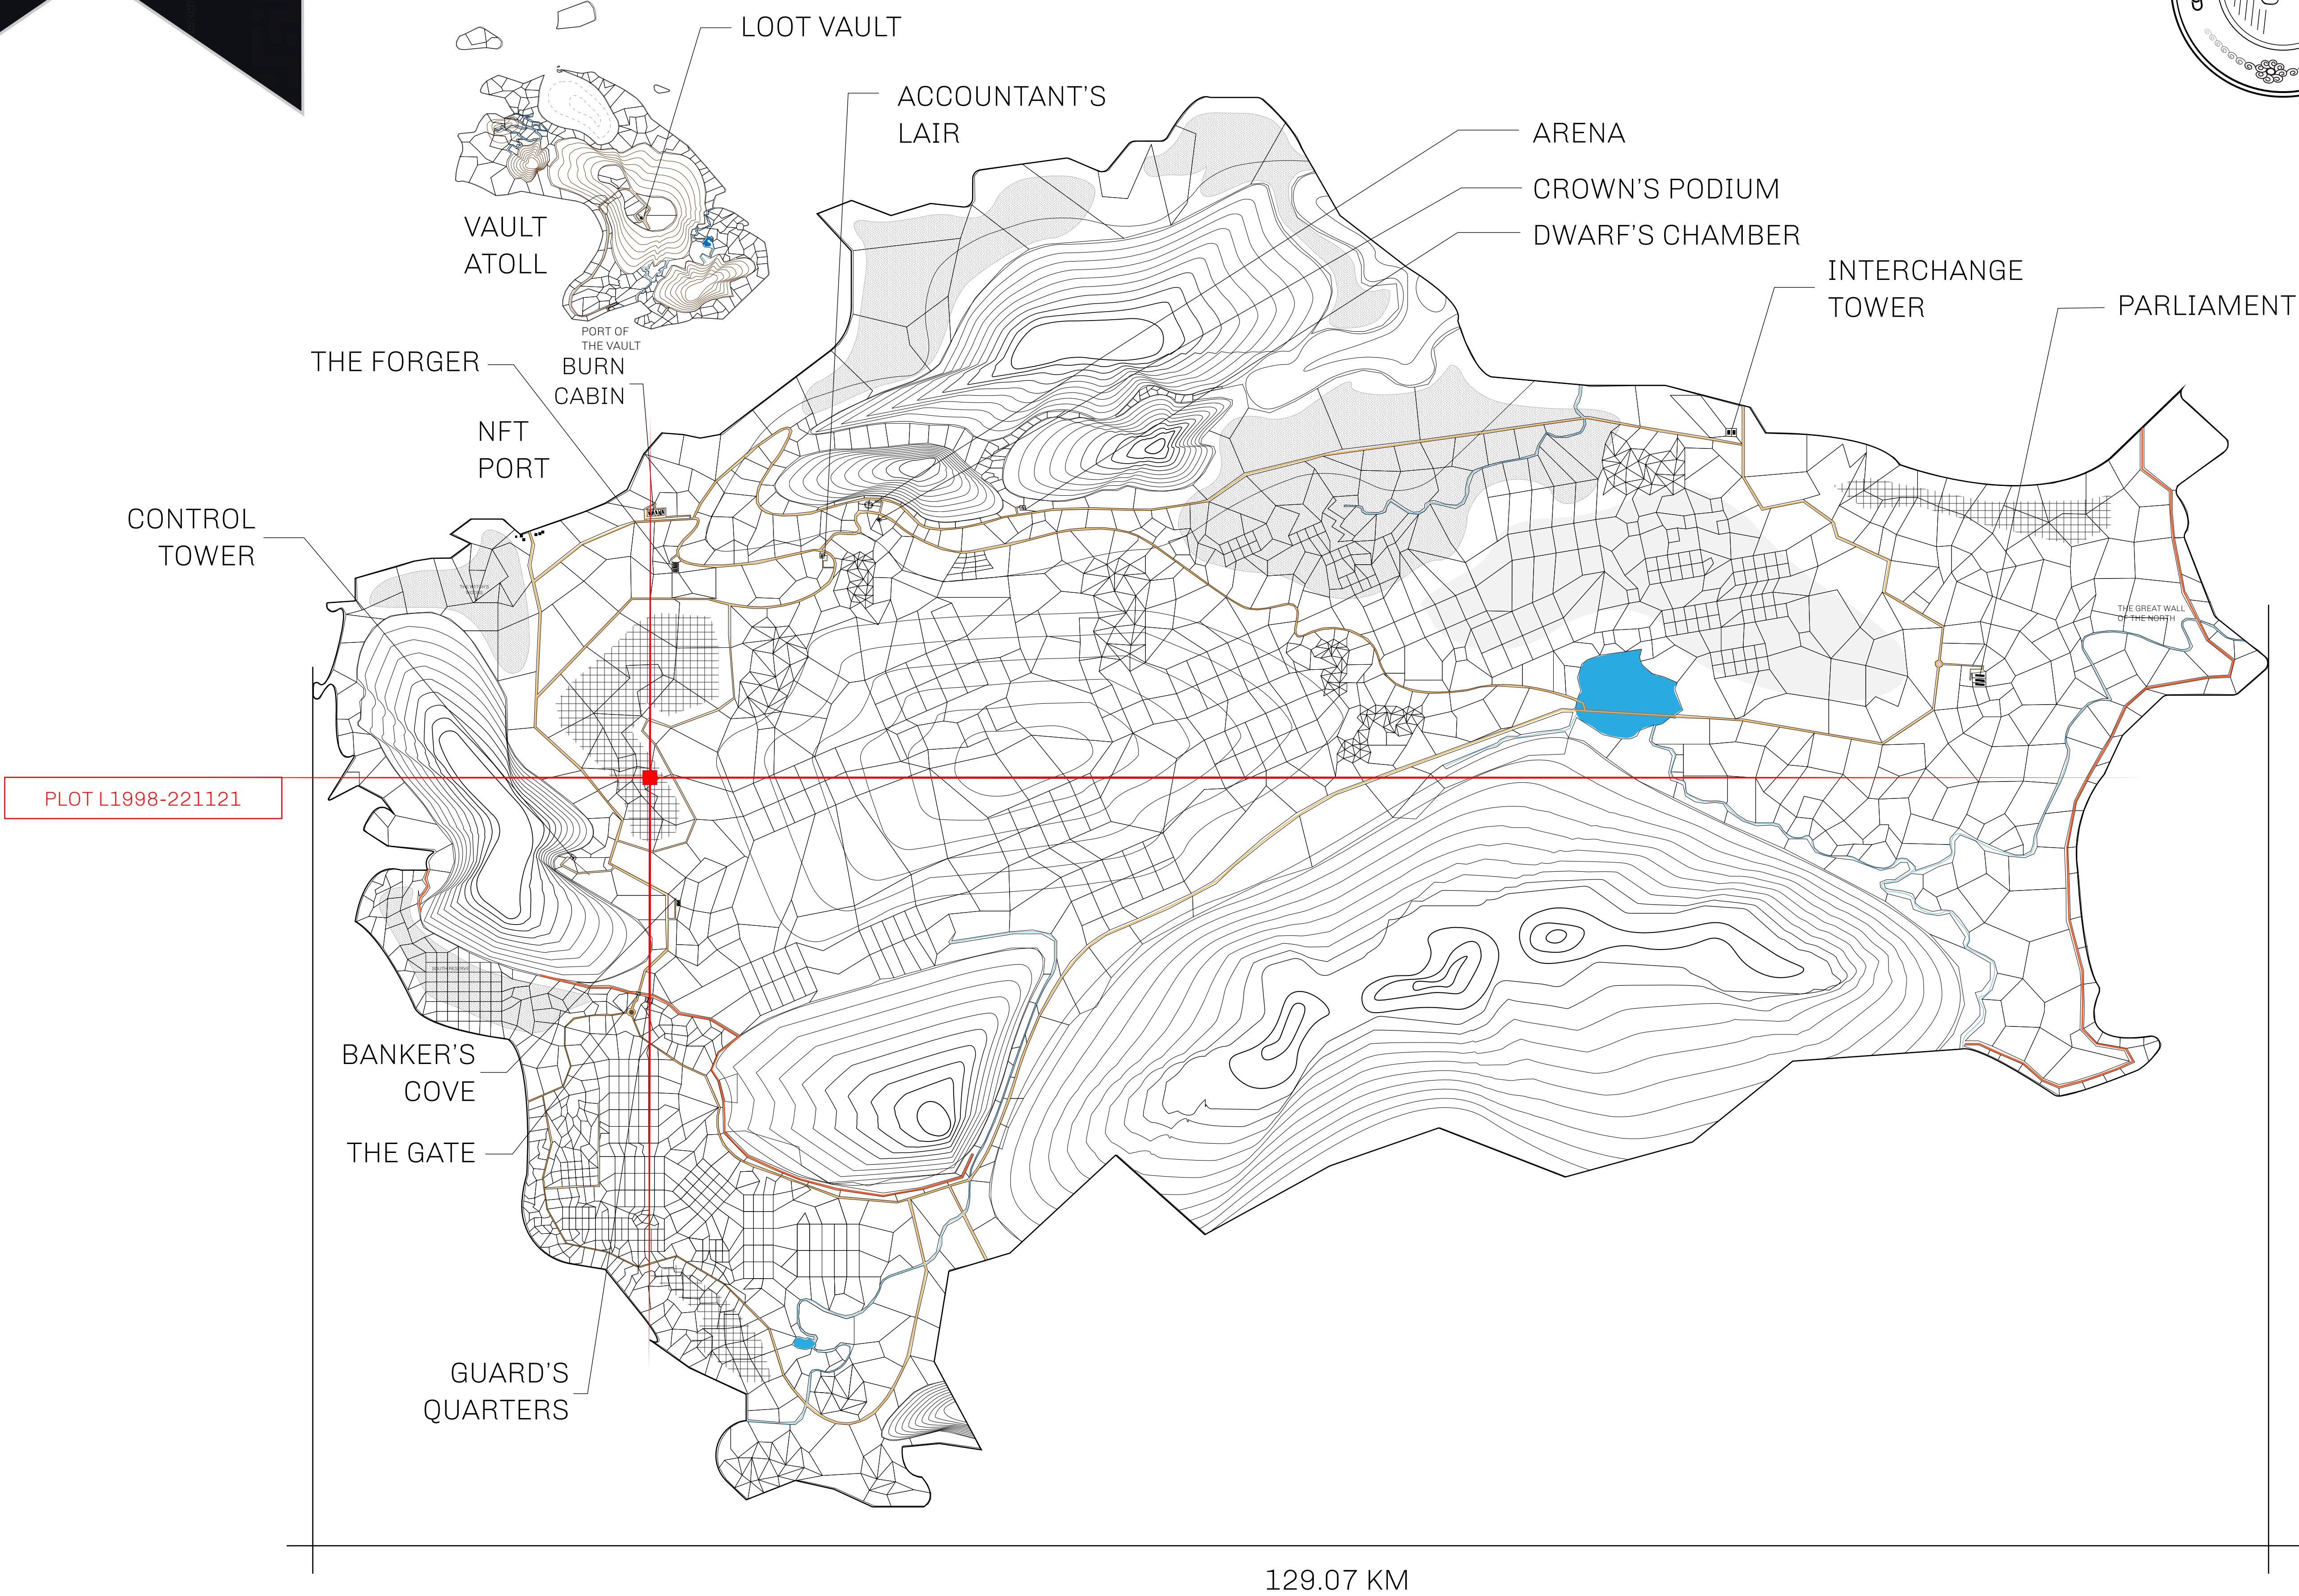 LOOT VAULT
ACCOUNTANT'S
LAIR
ARENA
CROWN'S PODIUM
DWARF'S CHAMBER
INTERCHANGE
TOWER
PARLIAMENT
VAULT
ATOLL
PORT OF
THE VAULT
THE FORGER
BURN
CABIN
NFT
PORT
CONTROL
TOWER
THE GREAT WALL
OF THE NORTH
PLOT L1998-221121
SOUTH RESERVE
BANKER'S
COVE
THE GATE
GUARD'S
QUARTERS
129.07 KM